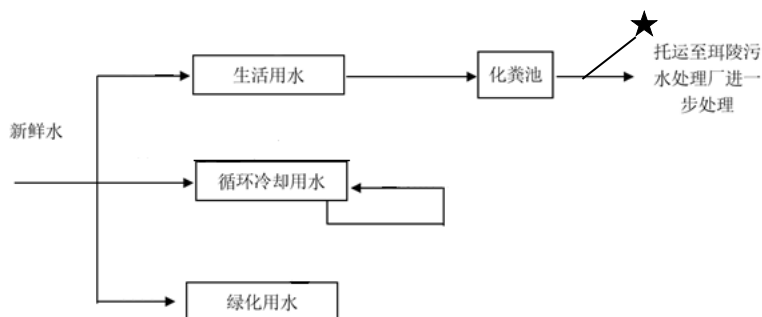 生活用水
化粪池
托运至珥陵污
水处理厂进一
步处理
新鲜水
循环冷却用水
绿化用水